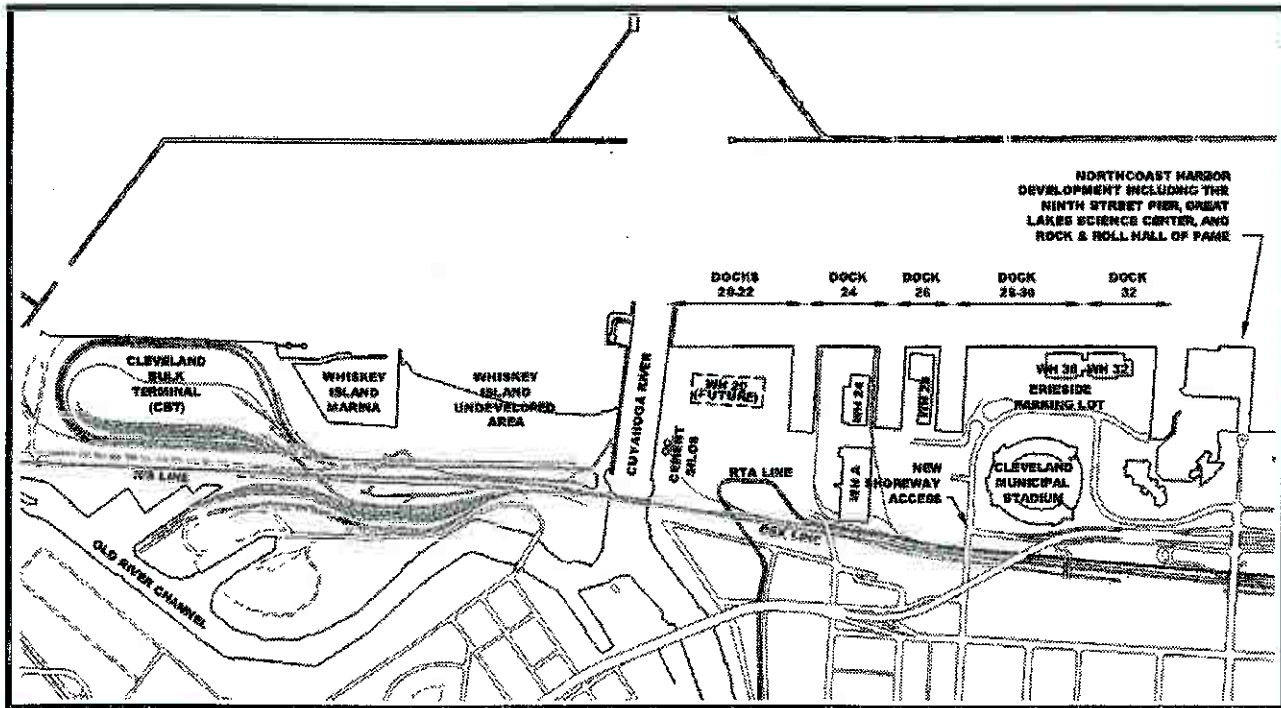 NORTHCOAST HARBOR
DEVELOPMENT INCLUDING THE
NINTH STREET PIER, GREAT
LAKES SCIENCE CENTER, AND
ROCK & ROLL HALL OF FAME
DOCKS
20-22
DOCK
24
DOCK
26
DOCK
28-30
DOCK
32
CLEVELAND
BULK
TERMINAL
(CBT)
WHISKEY
ISLAND
MARINA
WHISKEY
ISLAND
UNDEVELOPED
AREA
CUYAHOGA RIVER
WH 20
(FUTURE)
CEMENT
SILOS
RTA LINE
WH 24
WH A
WH 26
WH 30
WH 32
ERIESIDE
PARKING LOT
NEW
SHOREWAY
ACCESS
CLEVELAND
MUNICIPAL
STADIUM
RTA LINE
OLD RIVER CHANNEL